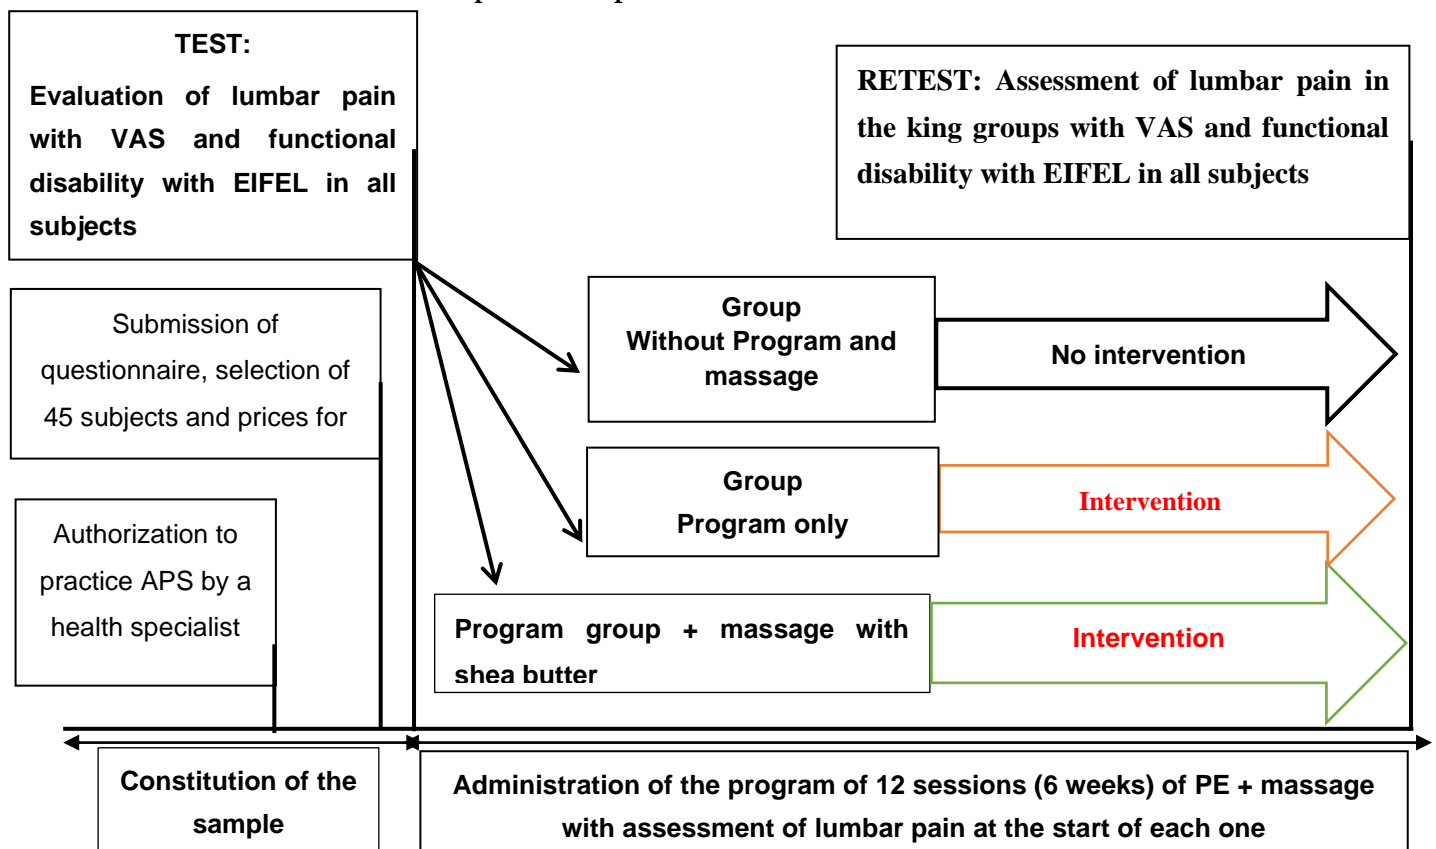 TEST:
Evaluation of lumbar pain
with VAS and functional
disability with EIFEL in all
subjects
RETEST: Assessment of lumbar pain in
the king groups with VAS and functional
disability with EIFEL in all subjects
Submission of
questionnaire, selection of
45 subjects and prices for
Authorization to
practice APS by a
health specialist
Group
Without Program and
massage
No intervention
Group
Program only
Intervention
Program group + massage with
shea butter
Intervention
Constitution of the
sample
Administration of the program of 12 sessions (6 weeks) of PE + massage
with assessment of lumbar pain at the start of each one